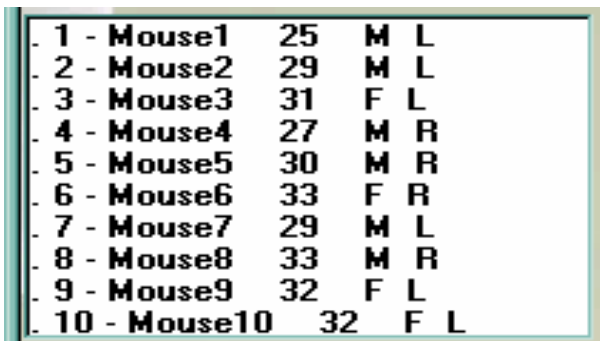 . 1 - Mouse1 25 M L
. 2 - Mouse2 29 M L
. 3 - Mouse3 31 F L
. 4 - Mouse4 27 M R
. 5 - Mouse5 30 M R
. 6 - Mouse6 33 F R
. 7 - Mouse7 29 M L
. 8 - Mouse8 33 M R
. 9 - Mouse9 32 F L
. 10 - Mouse10 32 F L